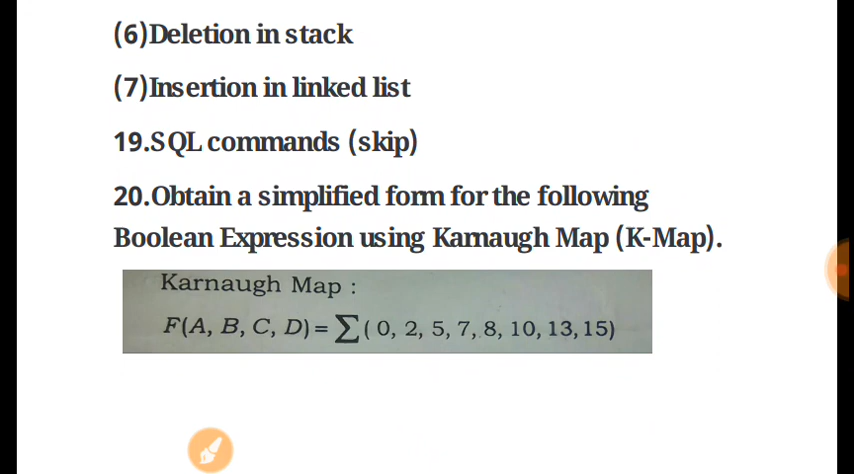 (6)Deletion in stack
(7)Insertion in linked list
19.SQL commands (skip)
20.Obtain a simplified form for the following
Boolean Expression using Karnaugh Map (K-Map).
Karnaugh Map :
F(A, B, C, D) = ∑ ( 0, 2, 5, 7, 8, 10, 13, 15)